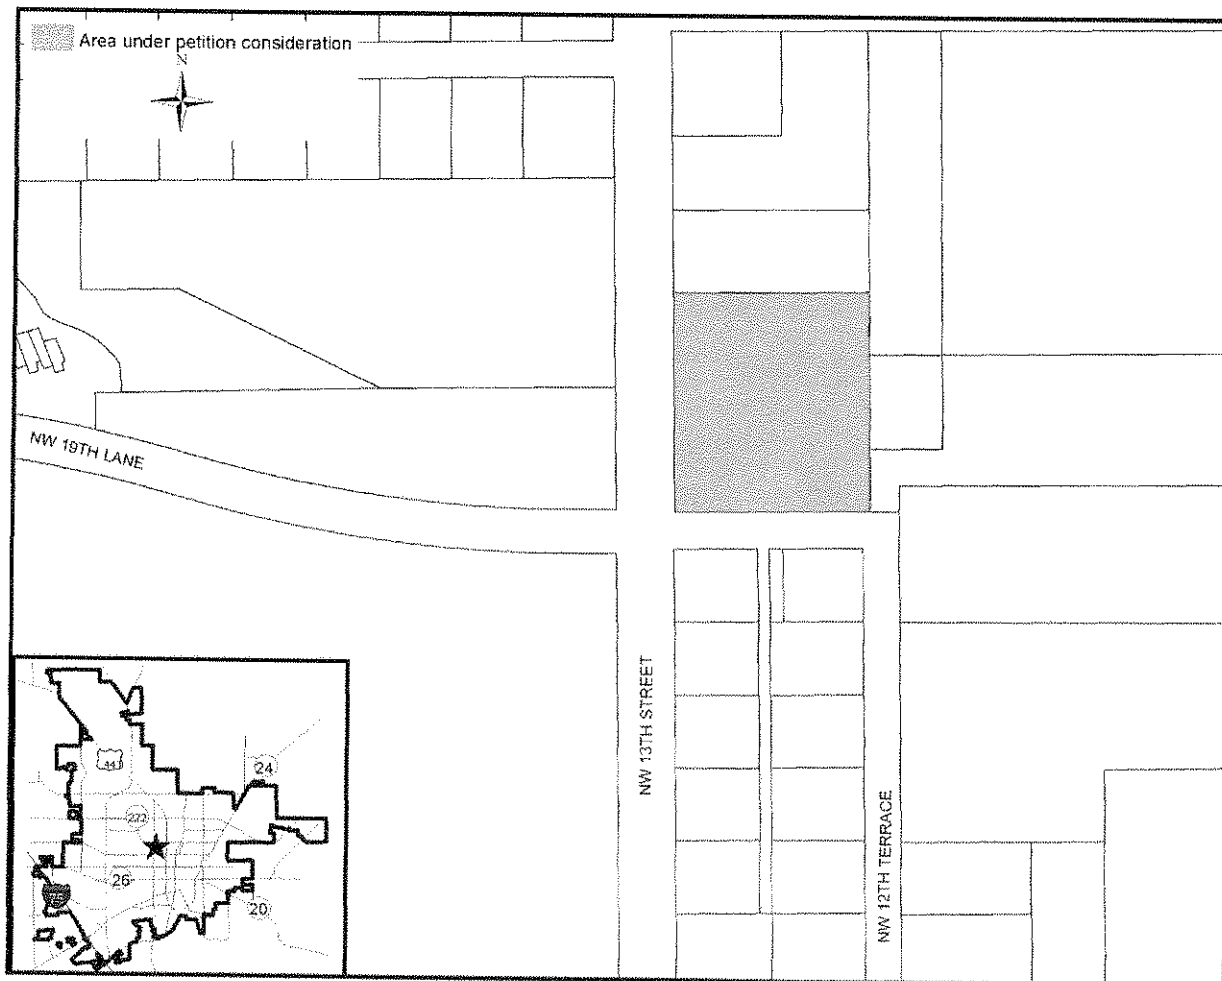 Area under petition consideration
N
NW 19TH LANE
NW 13TH STREET
NW 12TH TERRACE
441
24
222
26
20